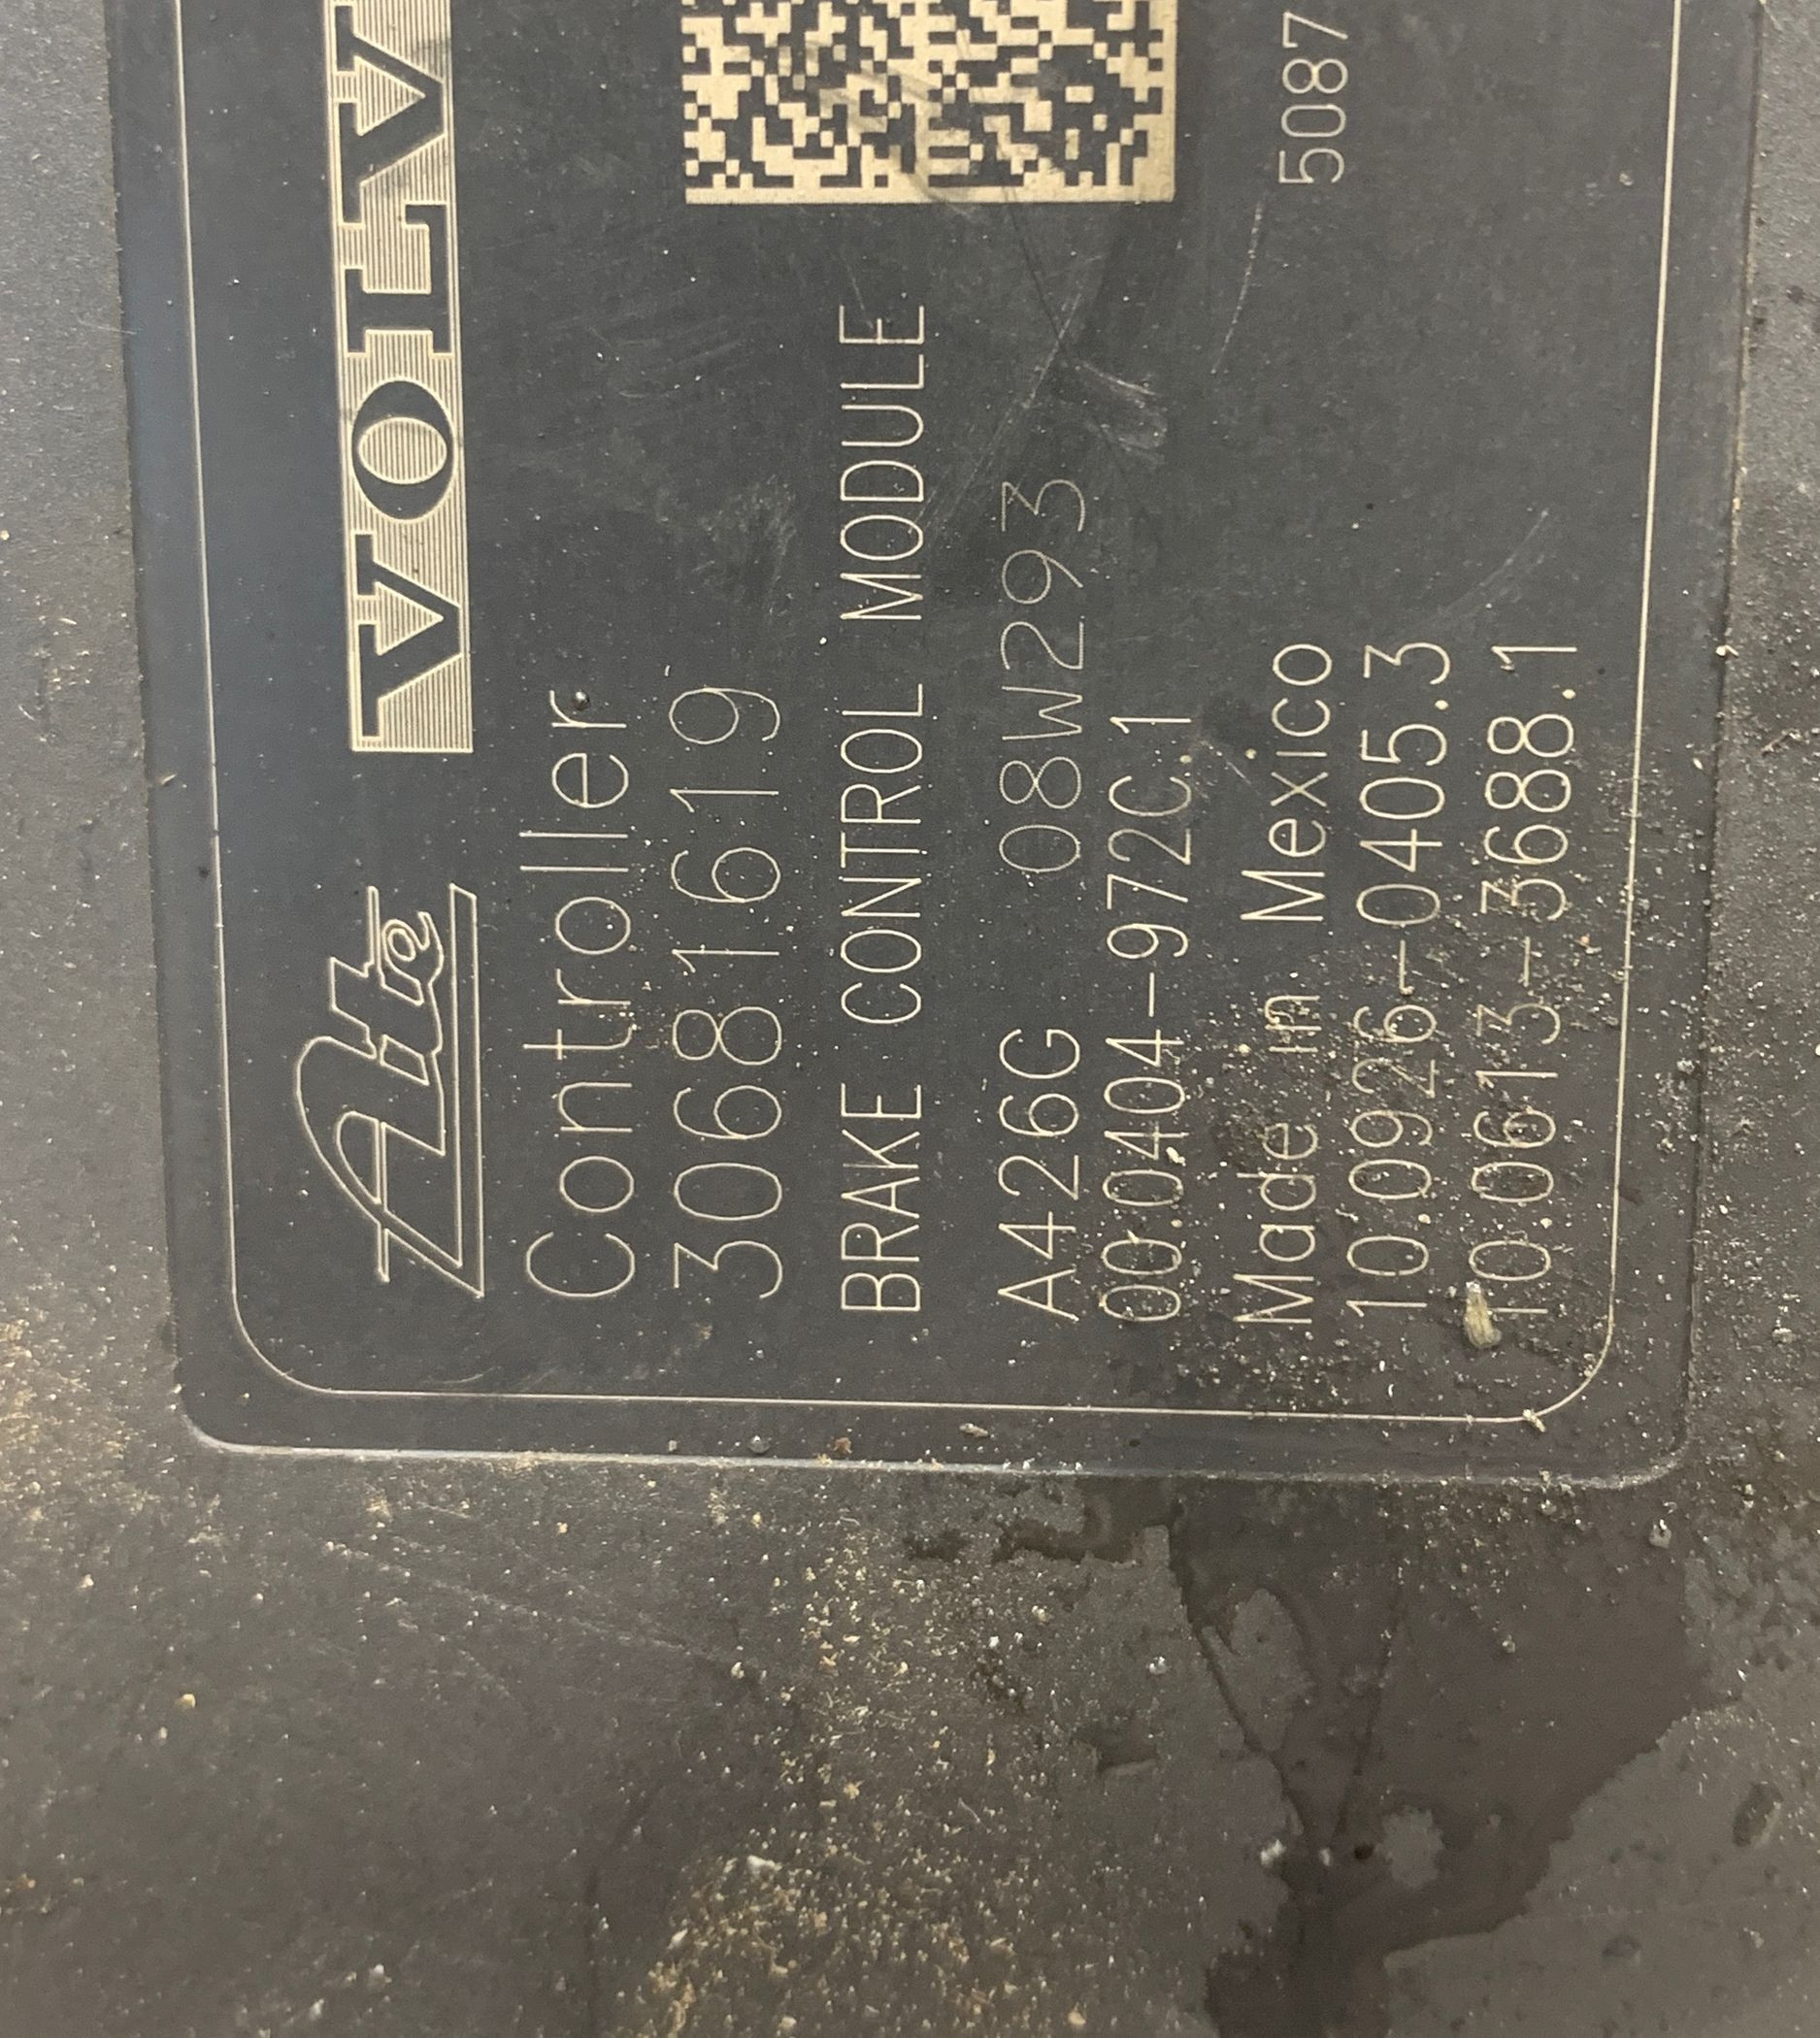 Ate VOLV
Controller
30681619
BRAKE CONTROL MODULE
A426G 08W293
00.0404-972C.1
Made in Mexico 5087
10.0926-0405.3
10.0613-3688.1